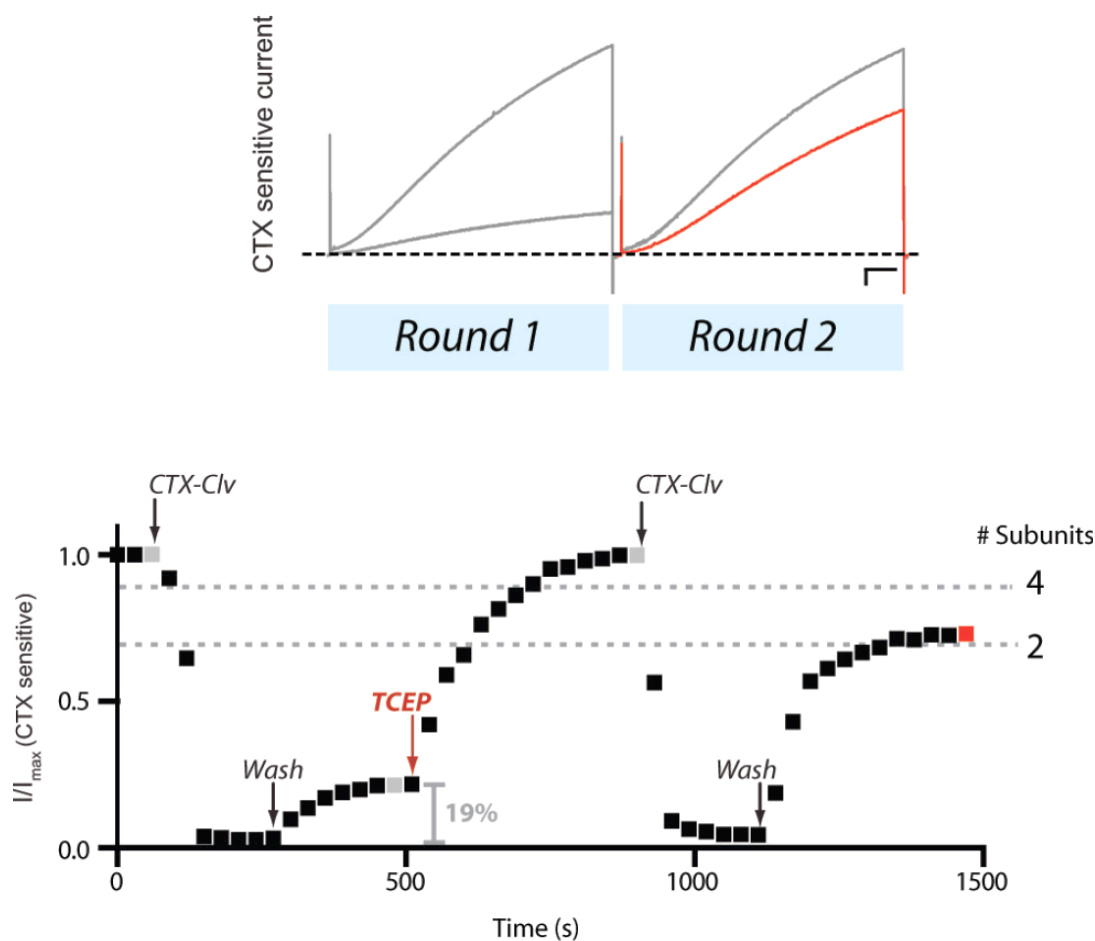 CTX sensitive current
Round 1
Round 2
CTX-Clv
CTX-Clv
# Subunits
1.0
4
2
I/Imax (CTX sensitive)
0.5
TCEP
Wash
Wash
19%
0.0
0
500
1000
1500
Time (s)